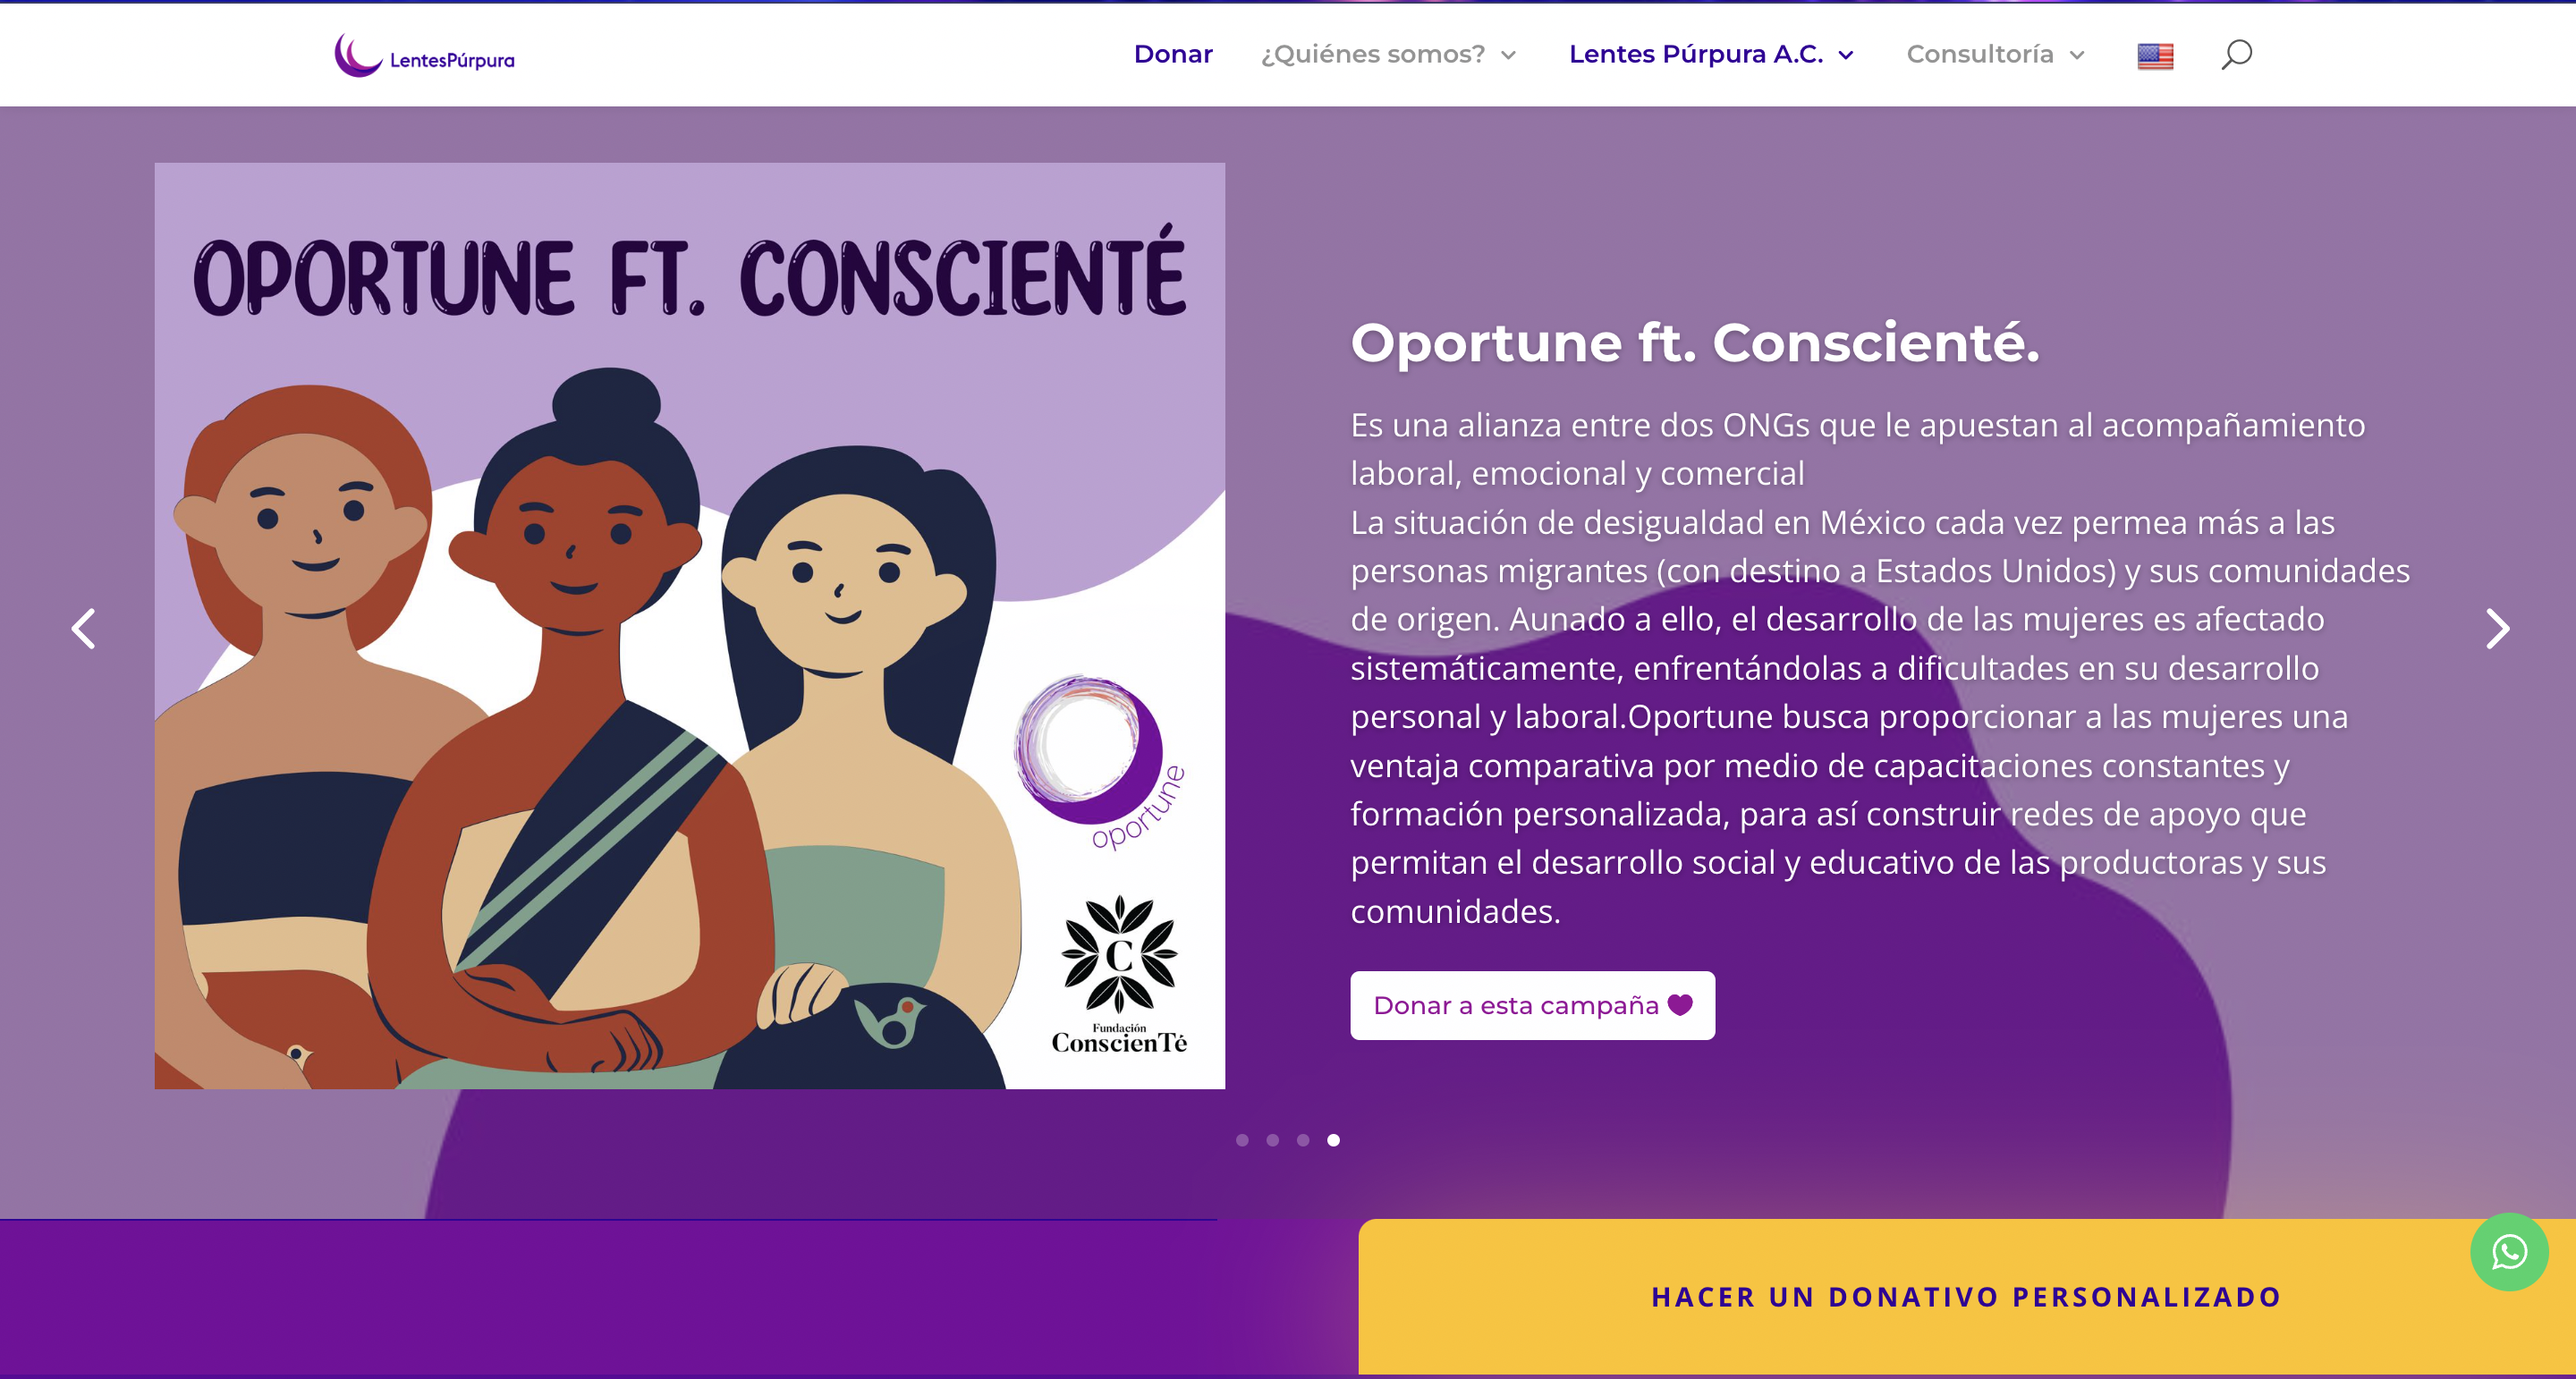 LentesPúrpura
Donar
¿Quiénes somos?
Lentes Púrpura A.C.
Consultoría
OPORTUNE FT. CONSCIENTÉ
oportune
C
Fundación
ConscienTé
Oportune ft. Conscienté.
Es una alianza entre dos ONGs que le apuestan al acompañamiento
laboral, emocional y comercial
La situación de desigualdad en México cada vez permea más a las
personas migrantes (con destino a Estados Unidos) y sus comunidades
de origen. Aunado a ello, el desarrollo de las mujeres es afectado
sistemáticamente, enfrentándolas a dificultades en su desarrollo
personal y laboral.Oportune busca proporcionar a las mujeres una
ventaja comparativa por medio de capacitaciones constantes y
formación personalizada, para así construir redes de apoyo que
permitan el desarrollo social y educativo de las productoras y sus
comunidades.
Donar a esta campaña
HACER UN DONATIVO PERSONALIZADO